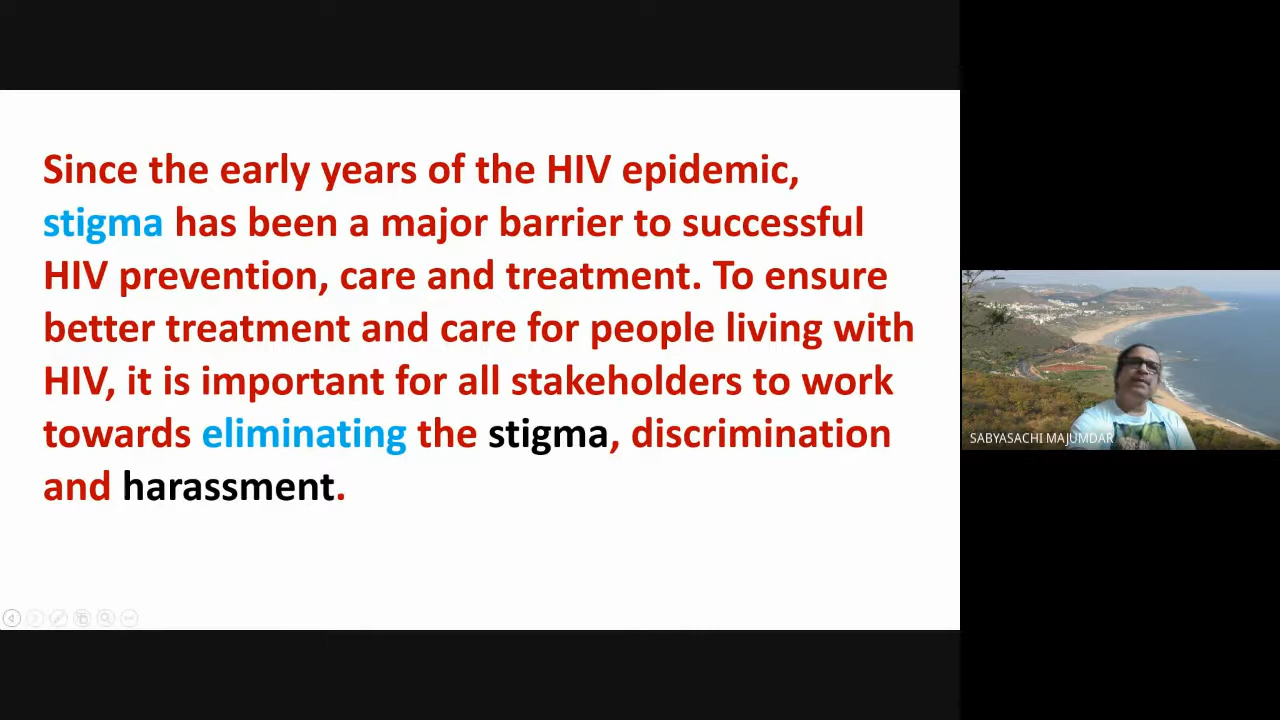 Since the early years of the HIV epidemic,
stigma has been a major barrier to successful
HIV prevention, care and treatment. To ensure
better treatment and care for people living with
HIV, it is important for all stakeholders to work
towards eliminating the stigma, discrimination
and harassment.
SABYASACHI MAJUMDAR